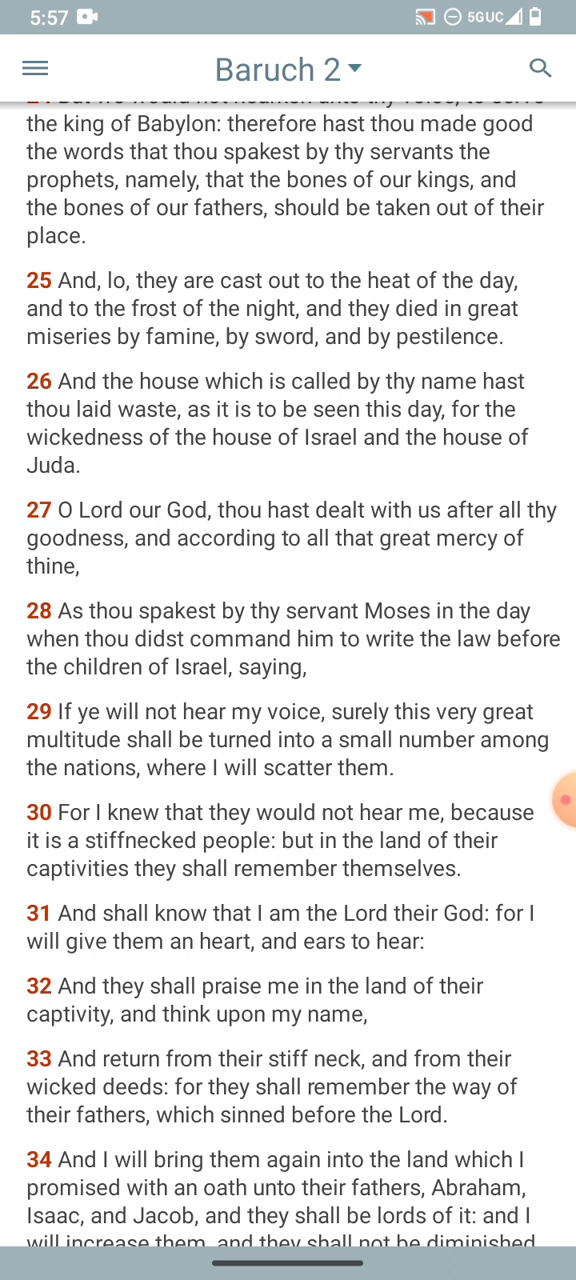 5:57
5GUC
Baruch 2
the king of Babylon: therefore hast thou made good
the words that thou spakest by thy servants the
prophets, namely, that the bones of our kings, and
the bones of our fathers, should be taken out of their
place.
25 And, lo, they are cast out to the heat of the day,
and to the frost of the night, and they died in great
miseries by famine, by sword, and by pestilence.
26 And the house which is called by thy name hast
thou laid waste, as it is to be seen this day, for the
wickedness of the house of Israel and the house of
Juda.
27 O Lord our God, thou hast dealt with us after all thy
goodness, and according to all that great mercy of
thine,
28 As thou spakest by thy servant Moses in the day
when thou didst command him to write the law before
the children of Israel, saying,
29 If ye will not hear my voice, surely this very great
multitude shall be turned into a small number among
the nations, where I will scatter them.
30 For I knew that they would not hear me, because
it is a stiffnecked people: but in the land of their
captivities they shall remember themselves.
31 And shall know that I am the Lord their God: for I
will give them an heart, and ears to hear:
32 And they shall praise me in the land of their
captivity, and think upon my name,
33 And return from their stiff neck, and from their
wicked deeds: for they shall remember the way of
their fathers, which sinned before the Lord.
34 And I will bring them again into the land which I
promised with an oath unto their fathers, Abraham,
Isaac, and Jacob, and they shall be lords of it: and I
will increase them, and they shall not be diminished